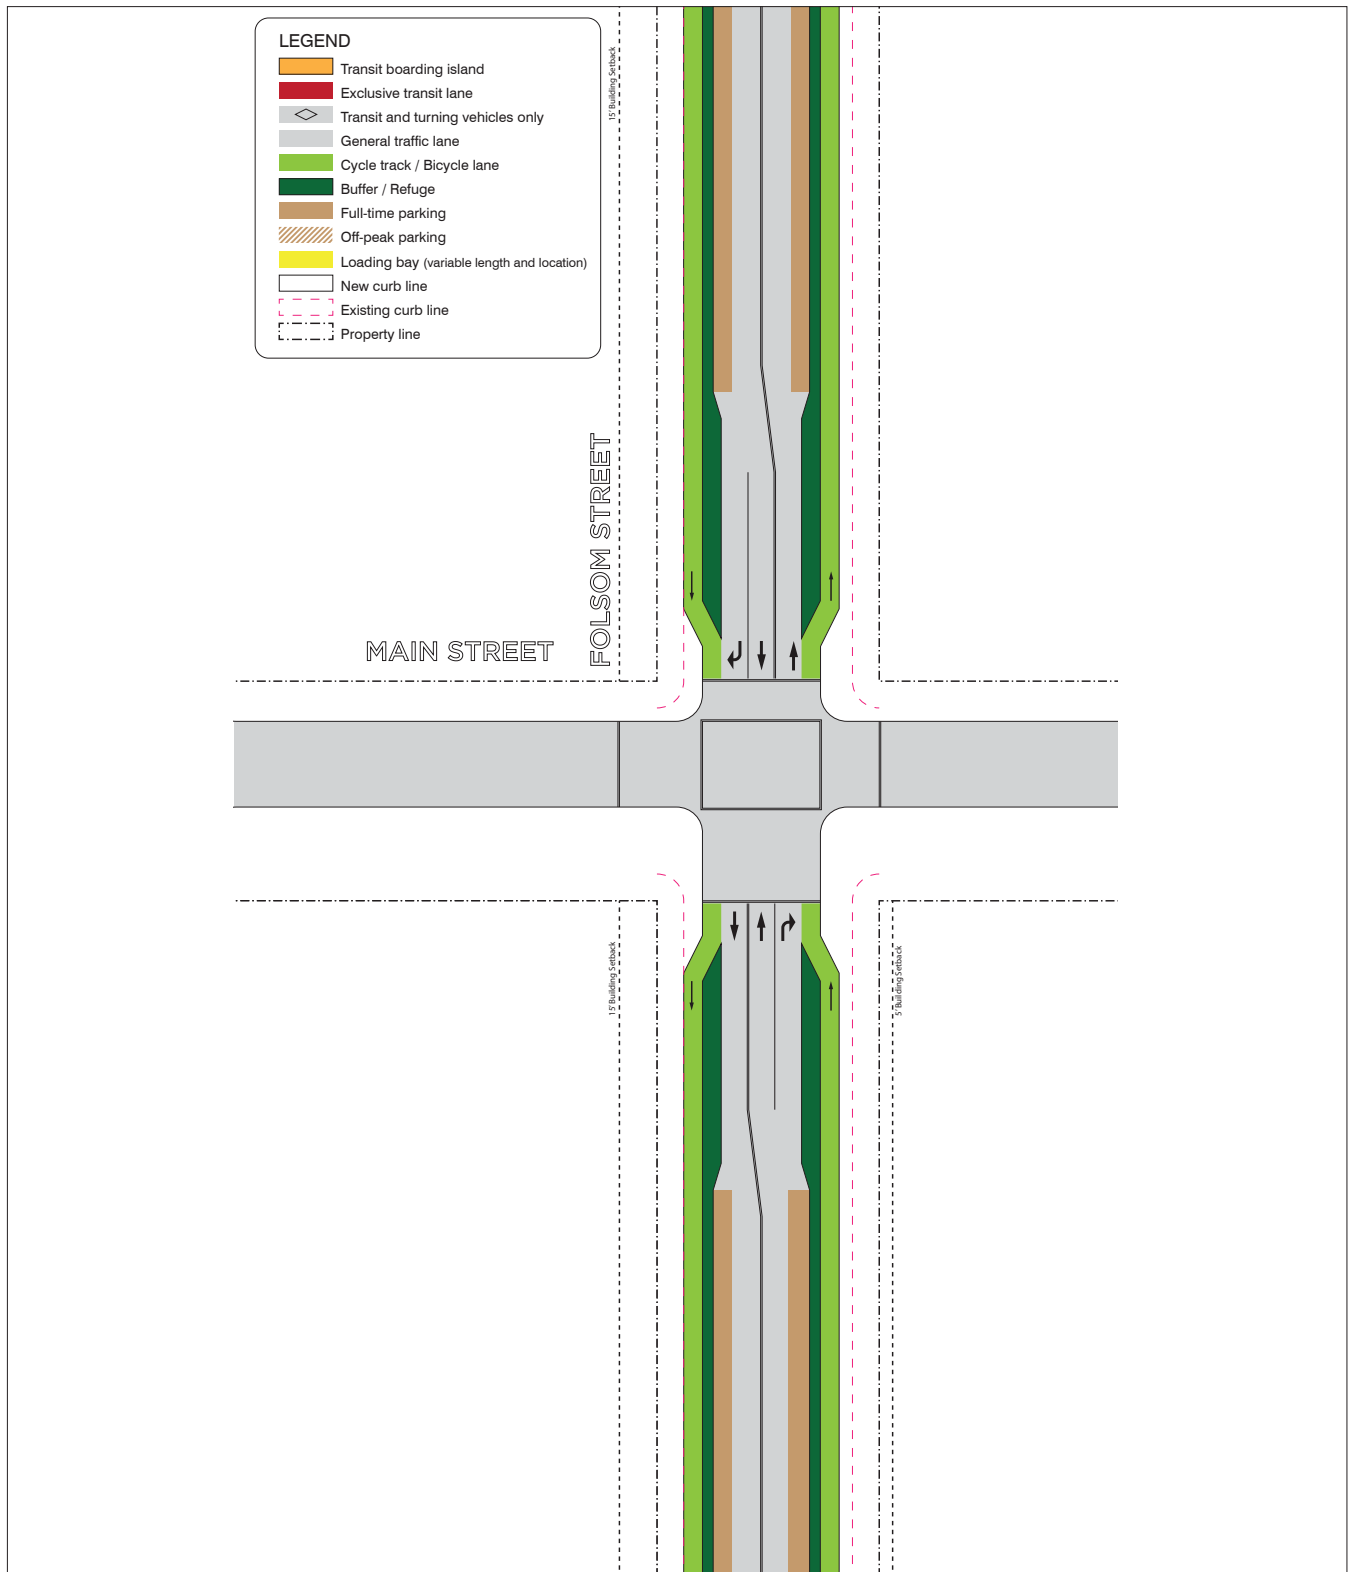 LEGEND
Transit boarding island
Exclusive transit lane
Transit and turning vehicles only
General traffic lane
Cycle track / Bicycle lane
Buffer / Refuge
Full-time parking
Off-peak parking
Loading bay (variable length and location)
New curb line
Existing curb line
Property line
15' Building Setback
FOLSOM STREET
MAIN STREET
15' Building Setback
5' Building Setback